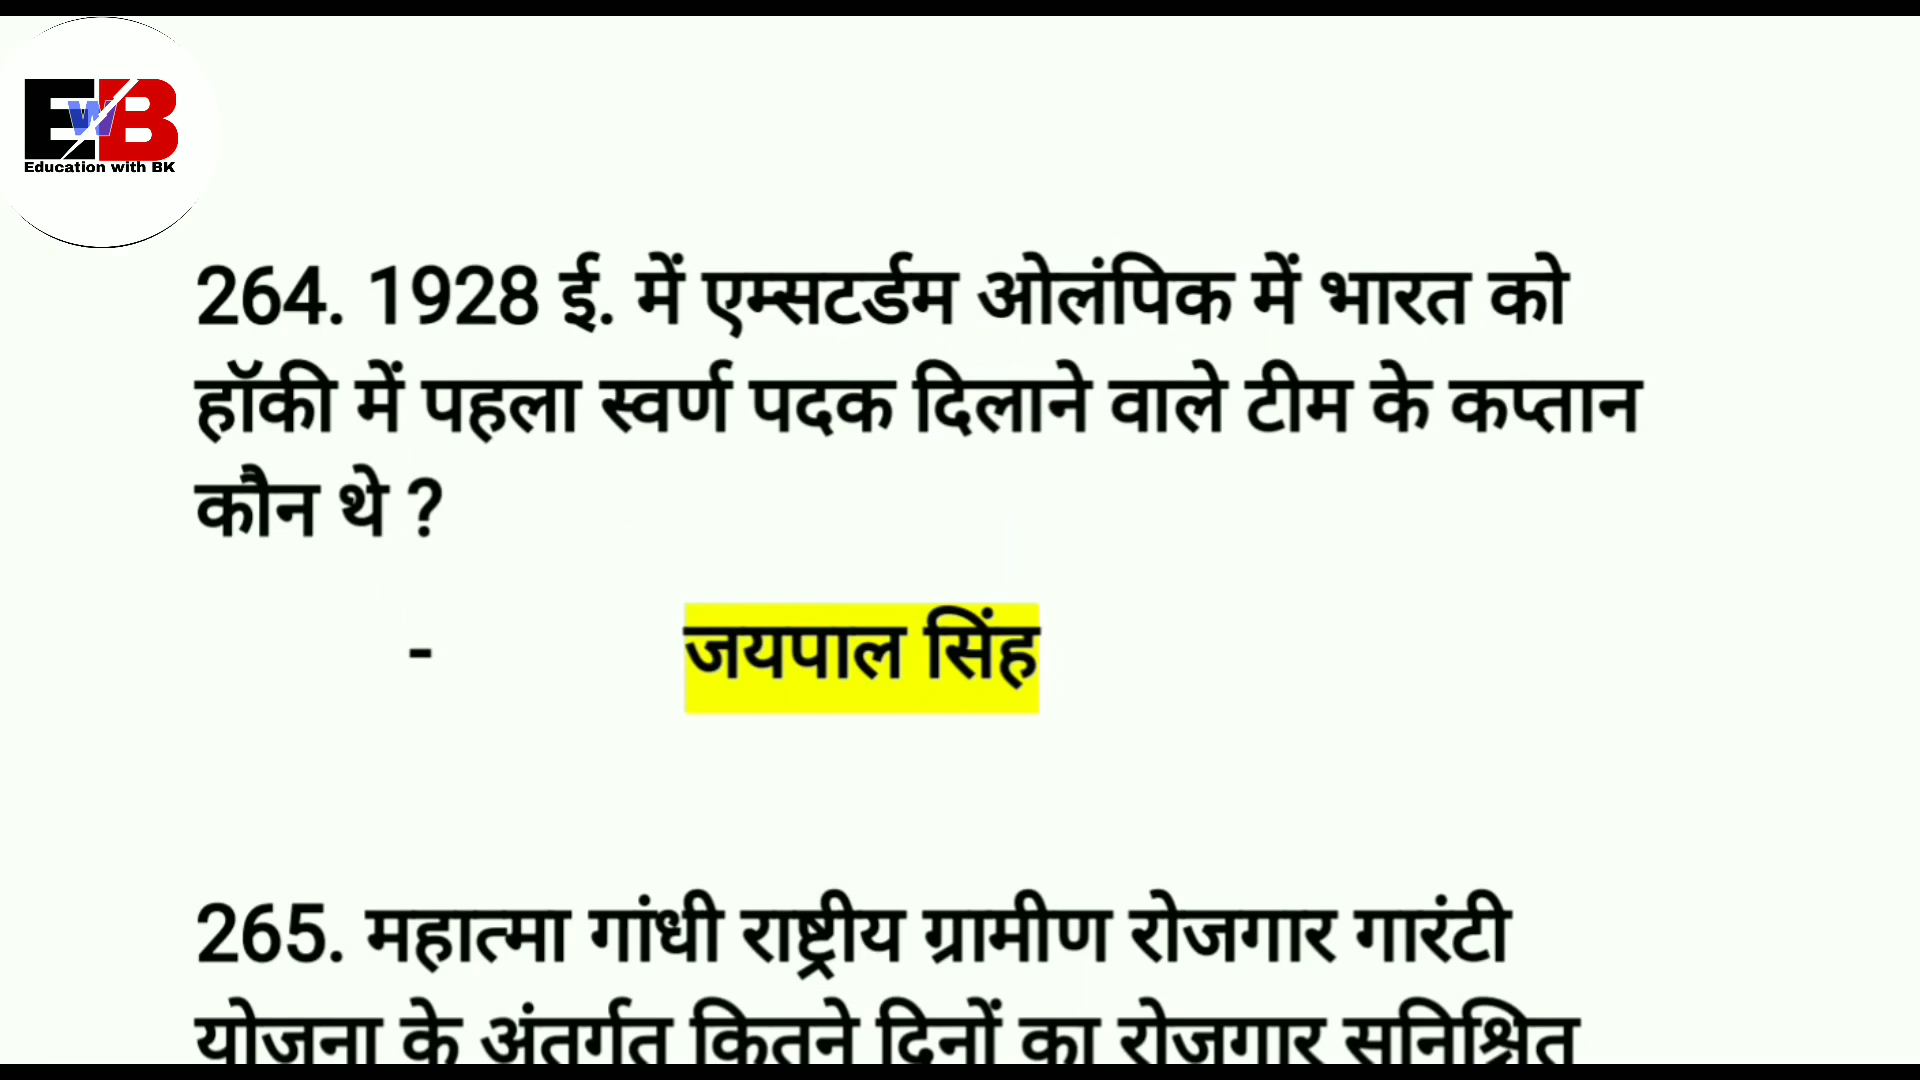 EWB
Education with BK
264. 1928 ई. में एम्सटर्डम ओलंपिक में भारत को
हॉकी में पहला स्वर्ण पदक दिलाने वाले टीम के कप्तान
कौन थे ?
- जयपाल सिंह
265. महात्मा गांधी राष्ट्रीय ग्रामीण रोजगार गारंटी
योजना के अंतर्गत कितने दिनों का रोजगार सुनिश्चित